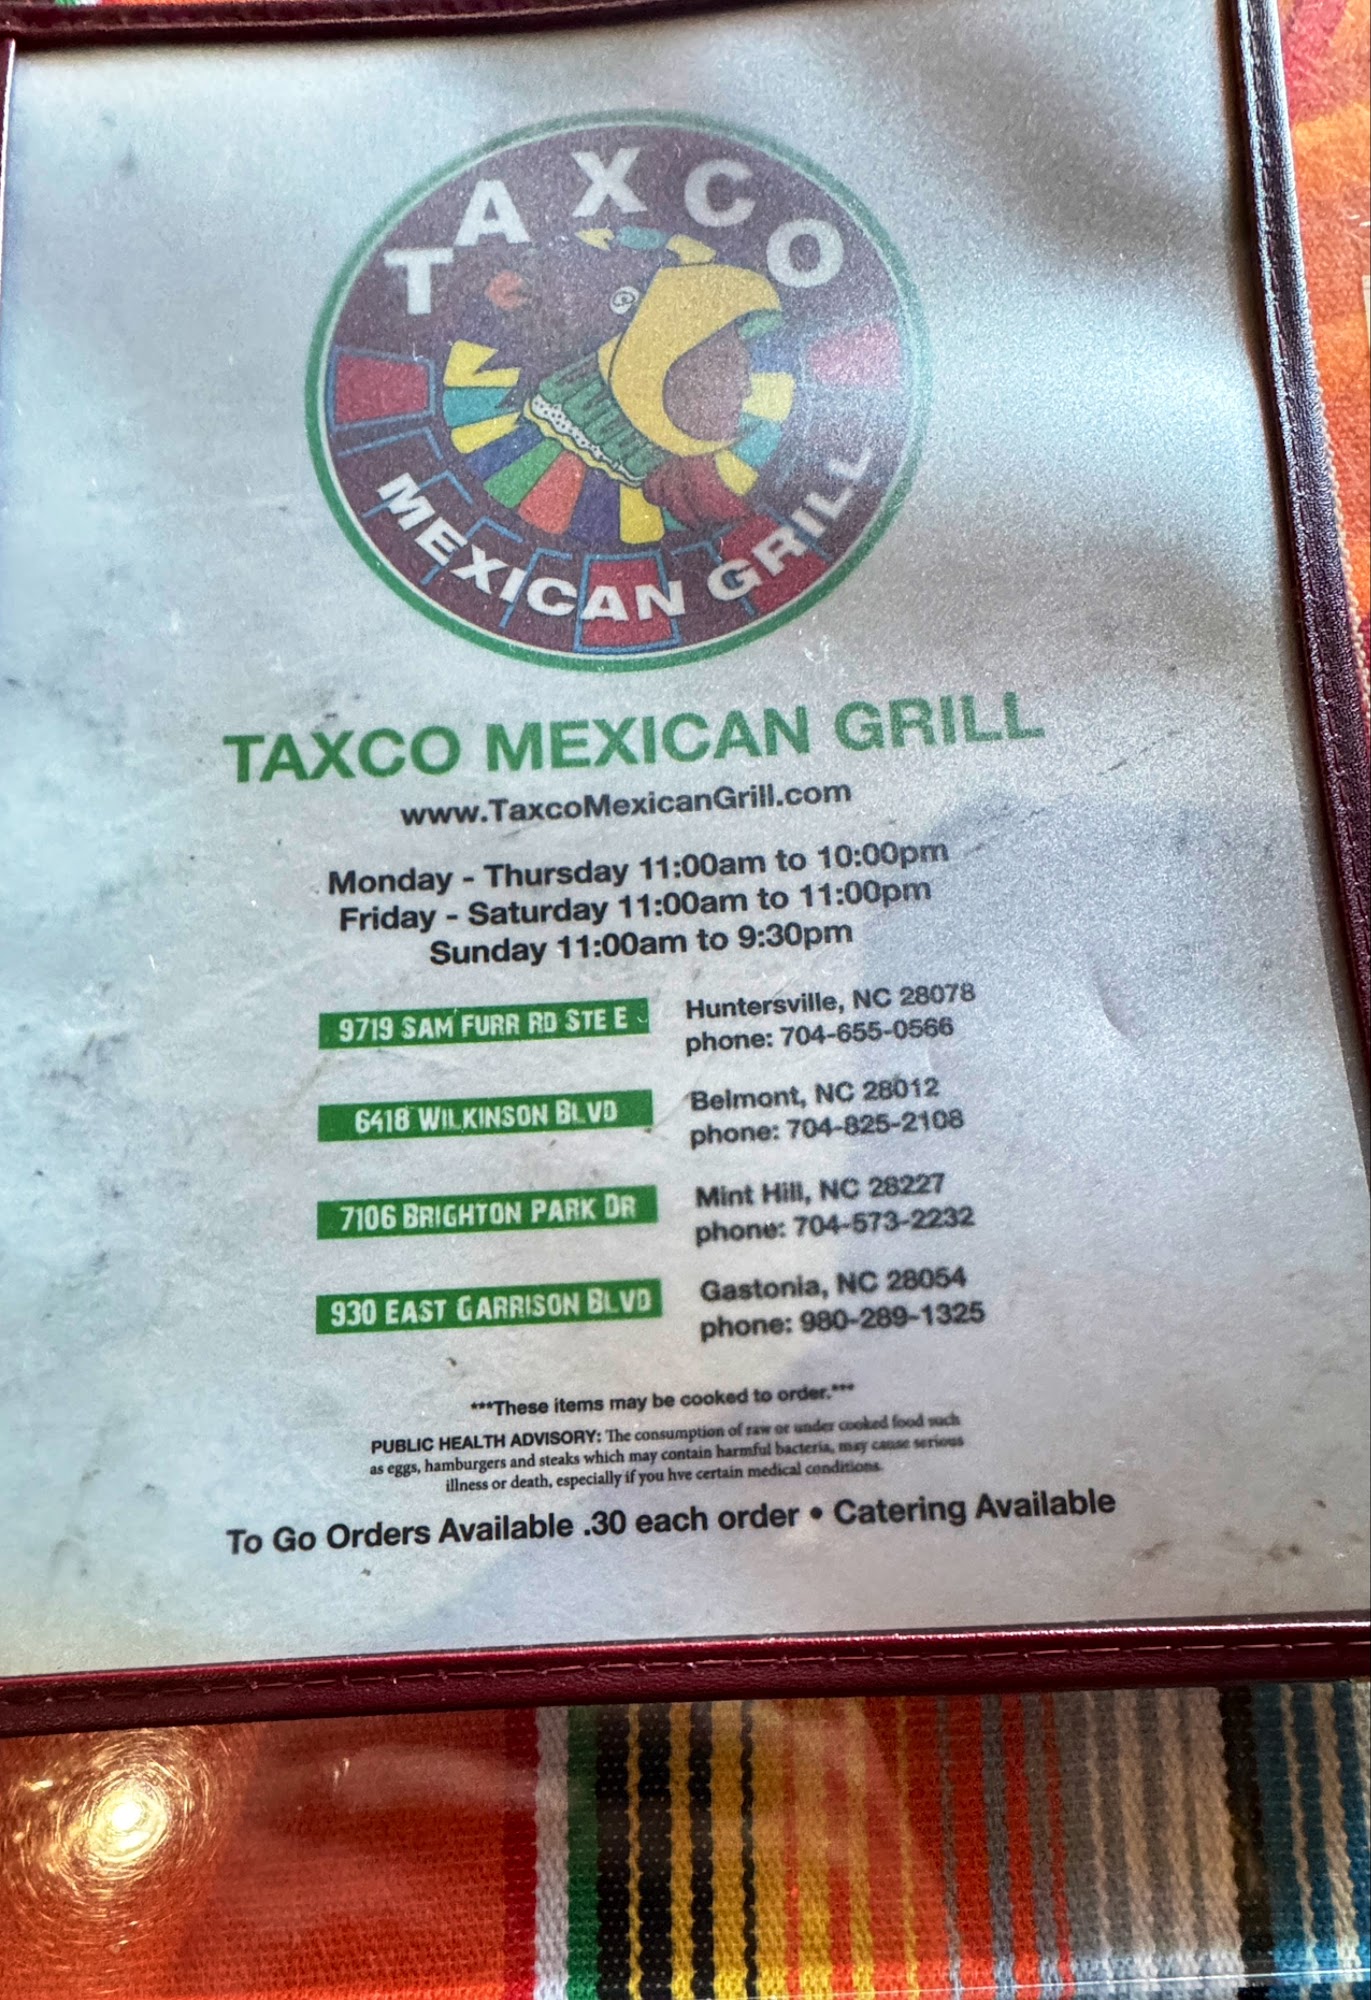 TAXCO
MEXICAN GRILL
TAXCO MEXICAN GRILL
www.TaxcoMexicanGrill.com
Monday - Thursday 11:00am to 10:00pm
Friday - Saturday 11:00am to 11:00pm
Sunday 11:00am to 9:30pm
9719 SAM FURR RD STE E
Huntersville, NC 28078
phone: 704-655-0566
6418 WILKINSON BLVD
Belmont, NC 28012
phone: 704-825-2108
7106 BRIGHTON PARK DR
Mint Hill, NC 28227
phone: 704-573-2232
930 EAST GARRISON BLVD
Gastonia, NC 28054
phone: 980-289-1325
***These items may be cooked to order.***
PUBLIC HEALTH ADVISORY: The consumption of raw or under cooked food such
as eggs, hamburgers and steaks which may contain harmful bacteria, may cause serious
illness or death, especially if you hve certain medical conditions.
To Go Orders Available .30 each order • Catering Available